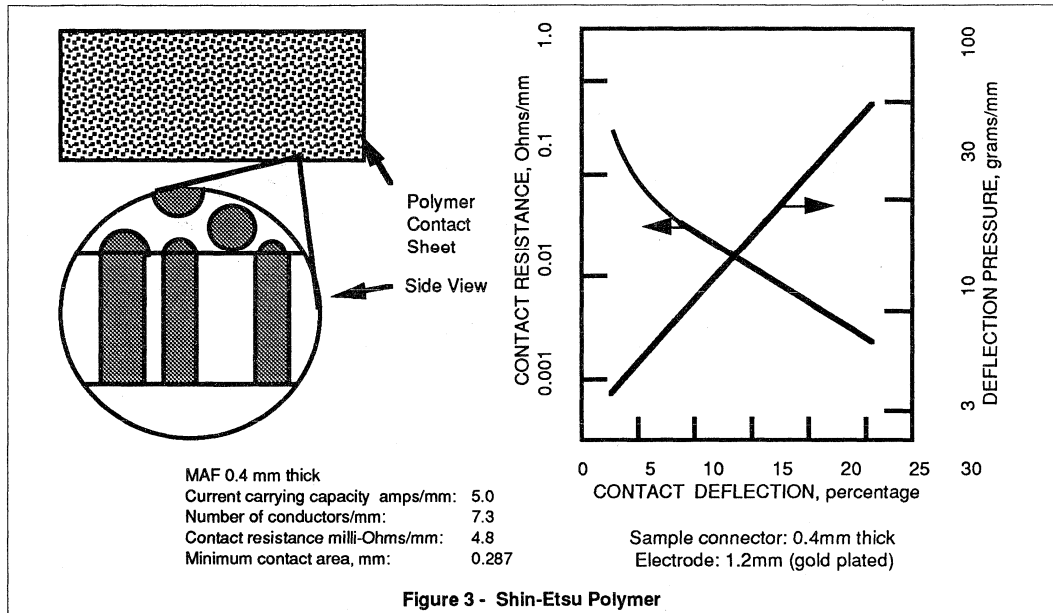 Polymer
Contact
Sheet
Side View
MAF 0.4 mm thick
Current carrying capacity amps/mm: 5.0
Number of conductors/mm: 7.3
Contact resistance milli-Ohms/mm: 4.8
Minimum contact area, mm: 0.287
CONTACT RESISTANCE, Ohms/mm
1.0
0.1
0.01
0.001
100
30
10
3
DEFLECTION PRESSURE, grams/mm
0 5 10 15 20 25 30
CONTACT DEFLECTION, percentage
Sample connector: 0.4mm thick
Electrode: 1.2mm (gold plated)
Figure 3 - Shin-Etsu Polymer